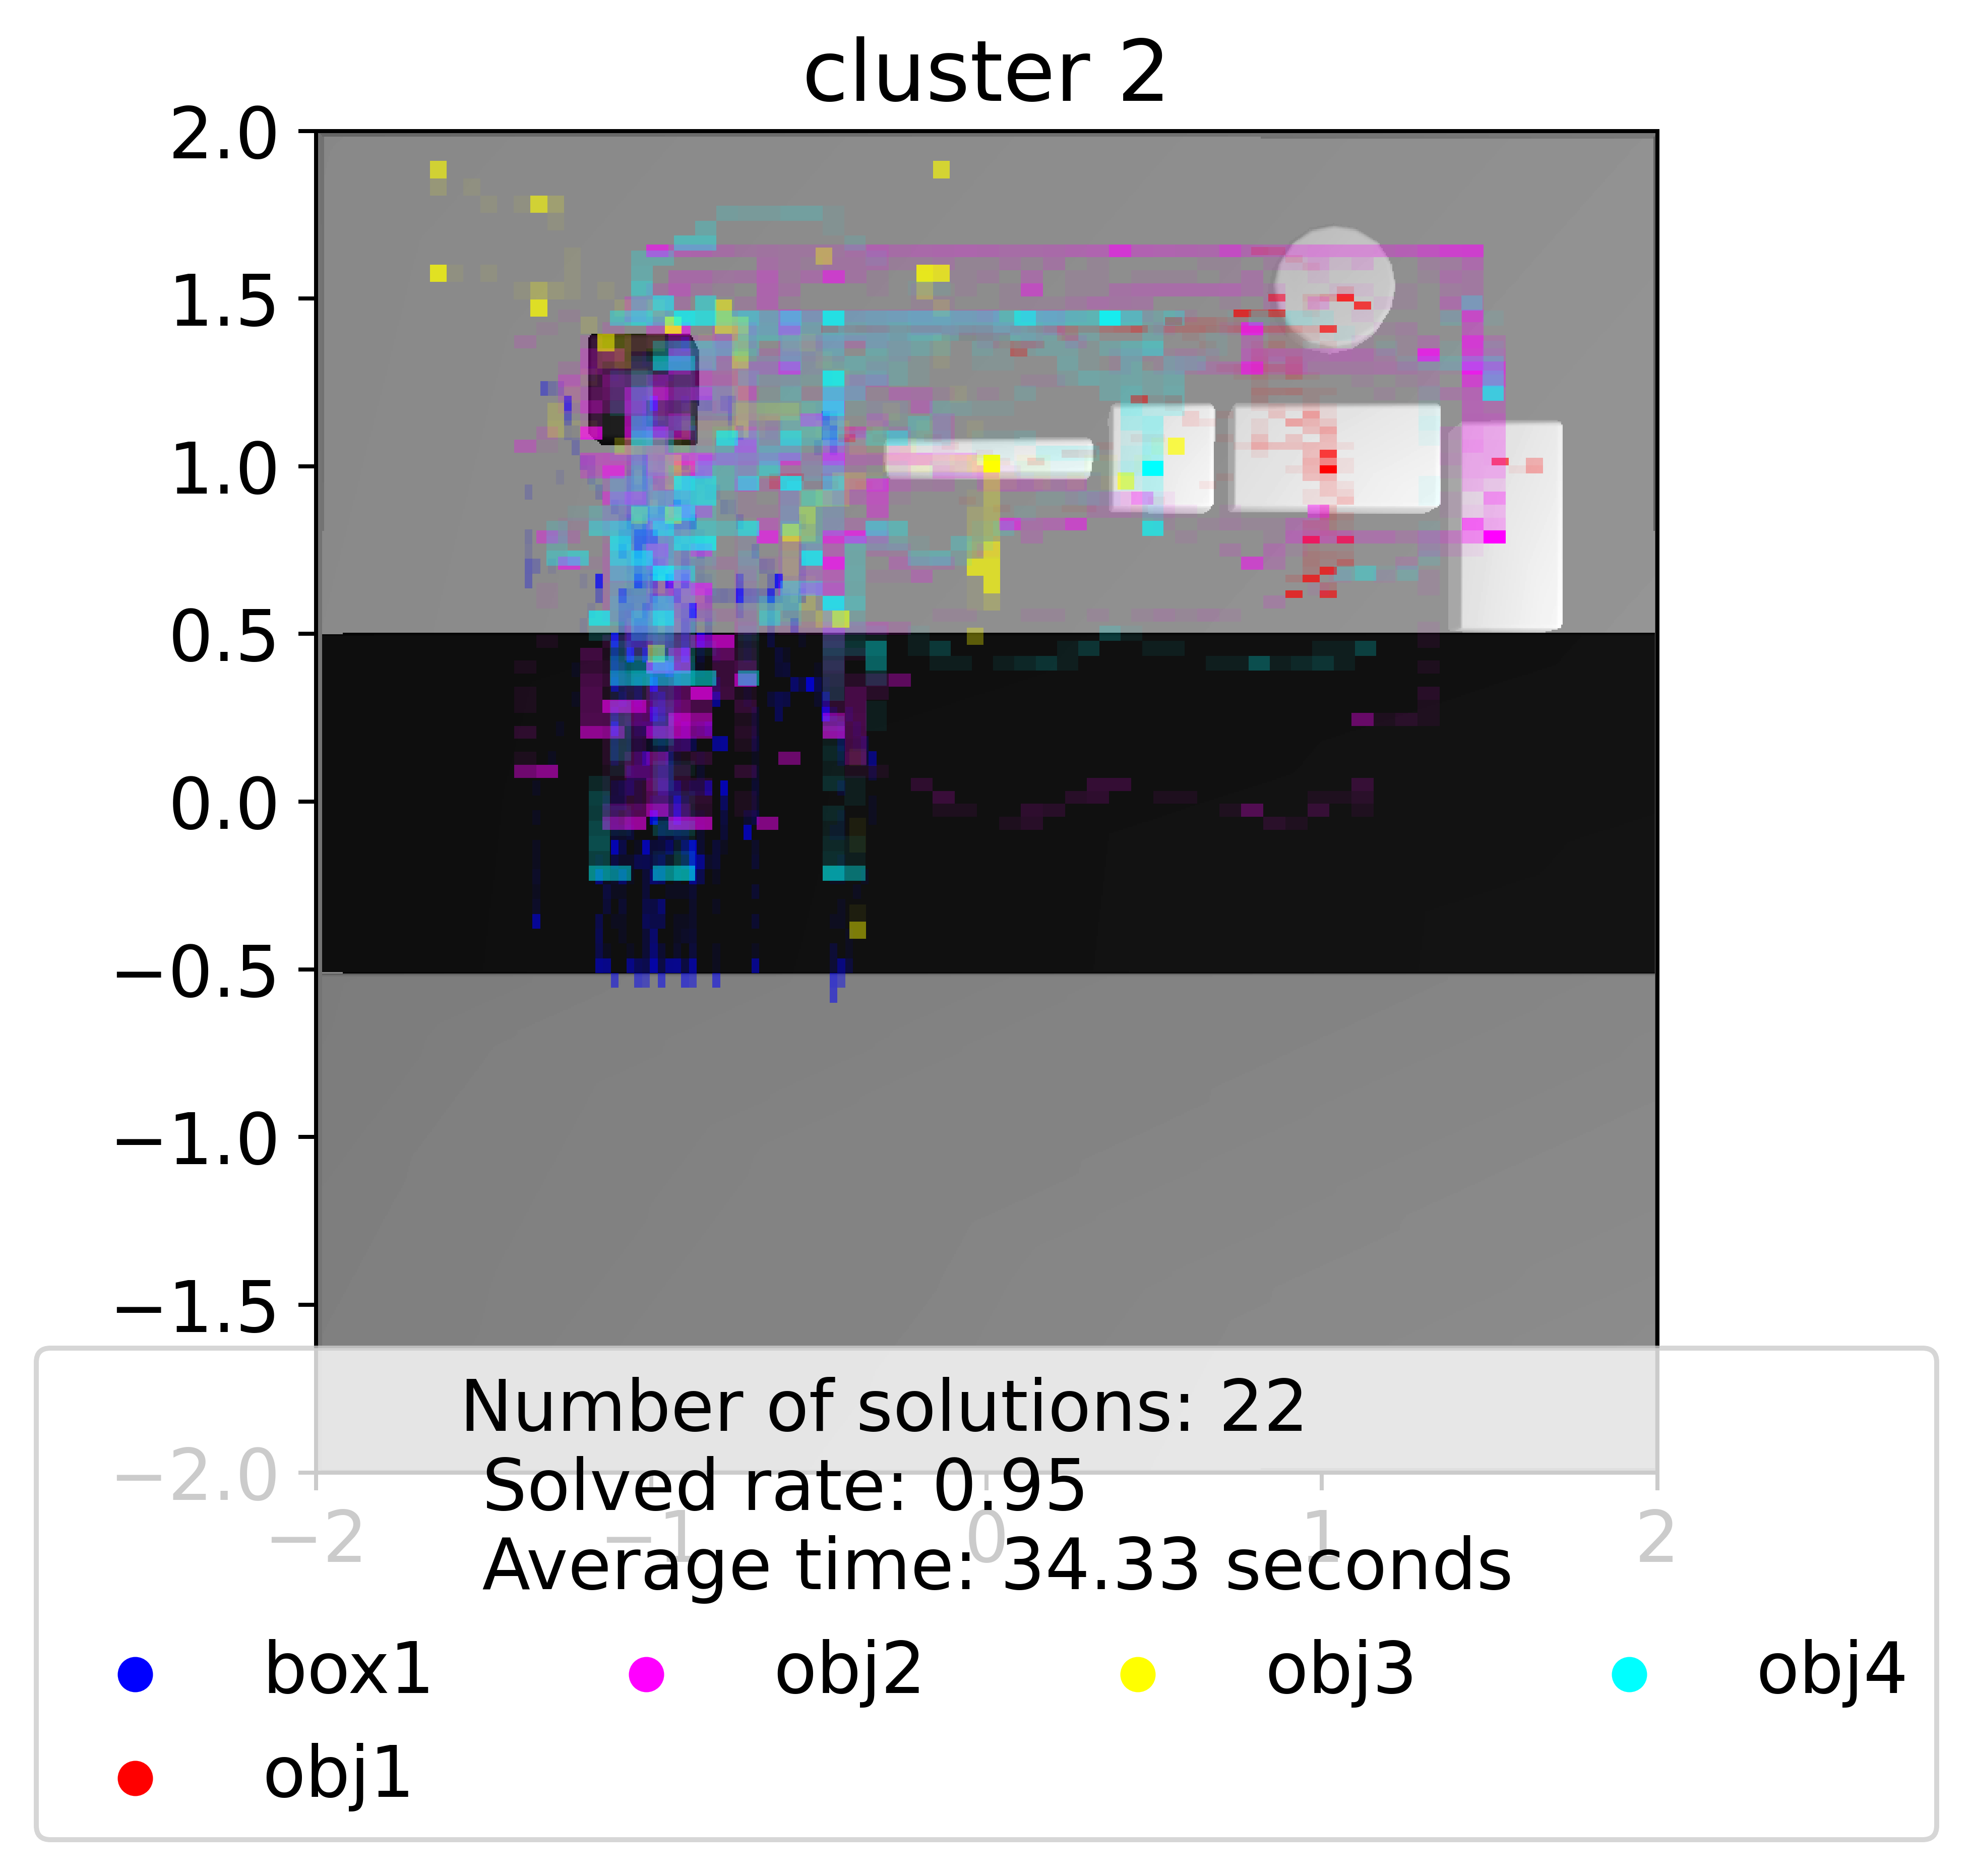 cluster 2
2.0
1.5
1.0
0.5
0.0
−0.5
−1.0
−1.5
−2.0
−2 −1 0 1 2
Number of solutions: 22
Solved rate: 0.95
Average time: 34.33 seconds
box1 obj2 obj3 obj4
obj1